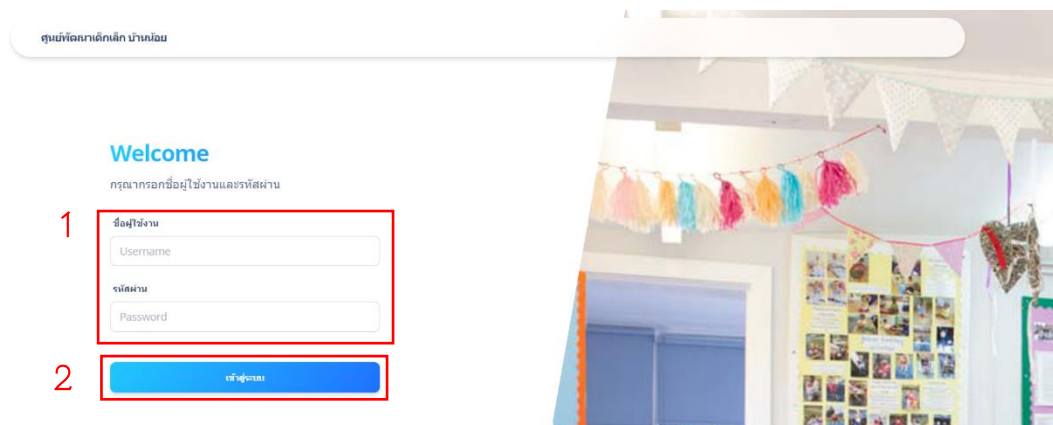 ศูนย์พัฒนาเด็กเล็ก บ้านน้อย
Welcome
กรุณากรอกชื่อผู้ใช้งานและรหัสผ่าน
1
ชื่อผู้ใช้งาน
Username
รหัสผ่าน
Password
2
เข้าสู่ระบบ